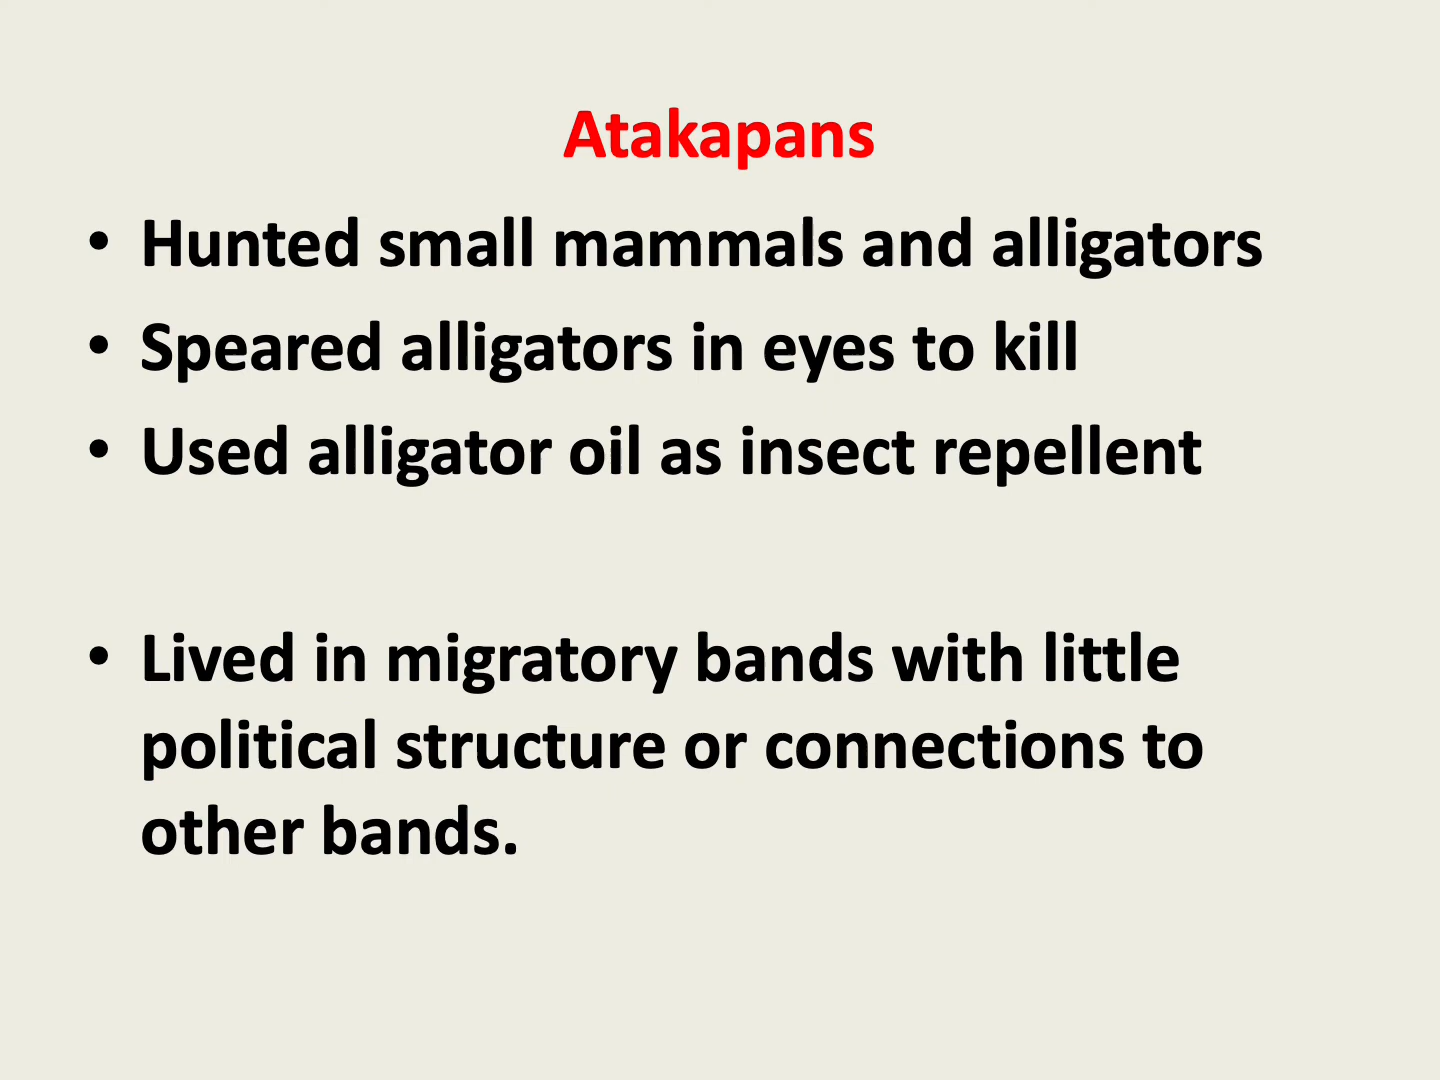 Atakapans
• Hunted small mammals and alligators
• Speared alligators in eyes to kill
• Used alligator oil as insect repellent
• Lived in migratory bands with little
political structure or connections to
other bands.